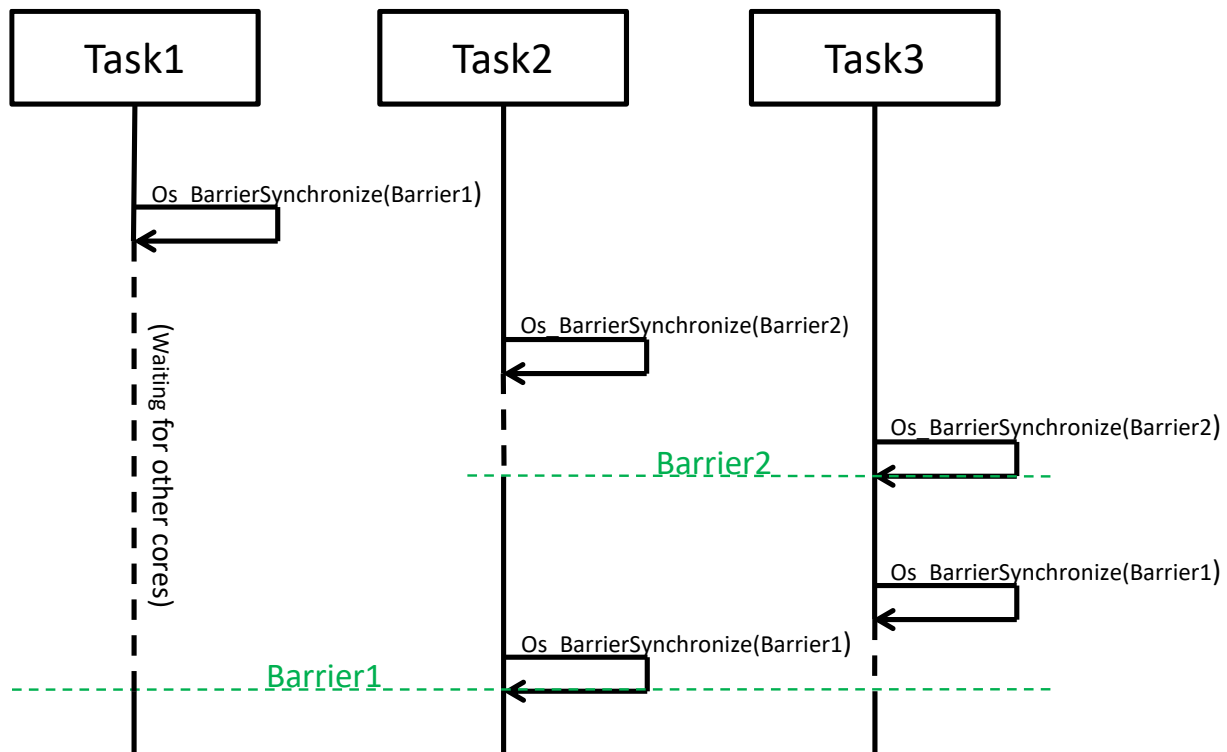 Task1
Task2
Task3
Os_BarrierSynchronize(Barrier1)
Os_BarrierSynchronize(Barrier2)
(Waiting for other cores)
Os_BarrierSynchronize(Barrier2)
Barrier2
Os_BarrierSynchronize(Barrier1)
Os_BarrierSynchronize(Barrier1)
Barrier1